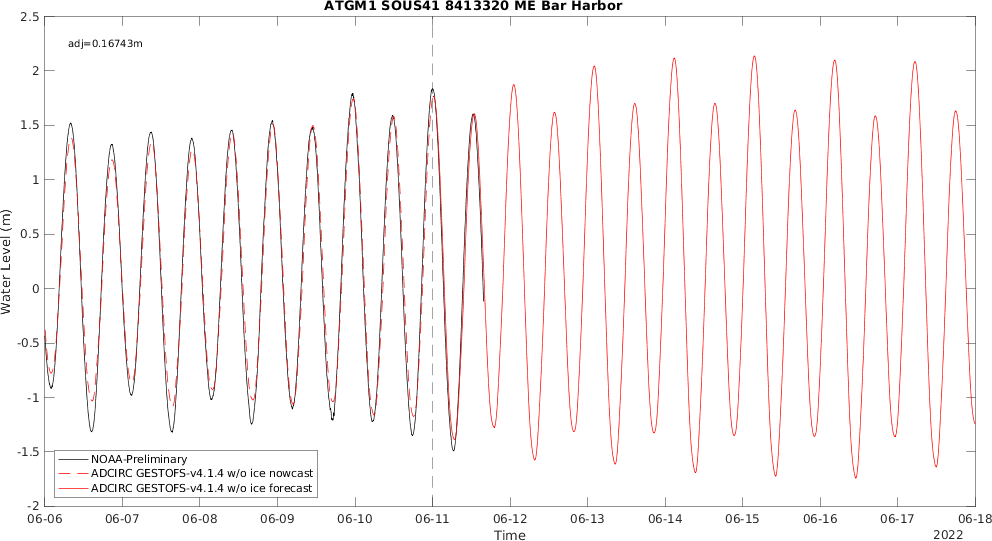 ATGM1 SOUS41 8413320 ME Bar Harbor
adj=0.16743m
2.5
2
1.5
1
0.5
0
-0.5
-1
-1.5
-2
Water Level (m)
NOAA-Preliminary
ADCIRC GESTOFS-v4.1.4 w/o ice nowcast
ADCIRC GESTOFS-v4.1.4 w/o ice forecast
06-06 06-07 06-08 06-09 06-10 06-11 06-12 06-13 06-14 06-15 06-16 06-17 06-18
Time
2022